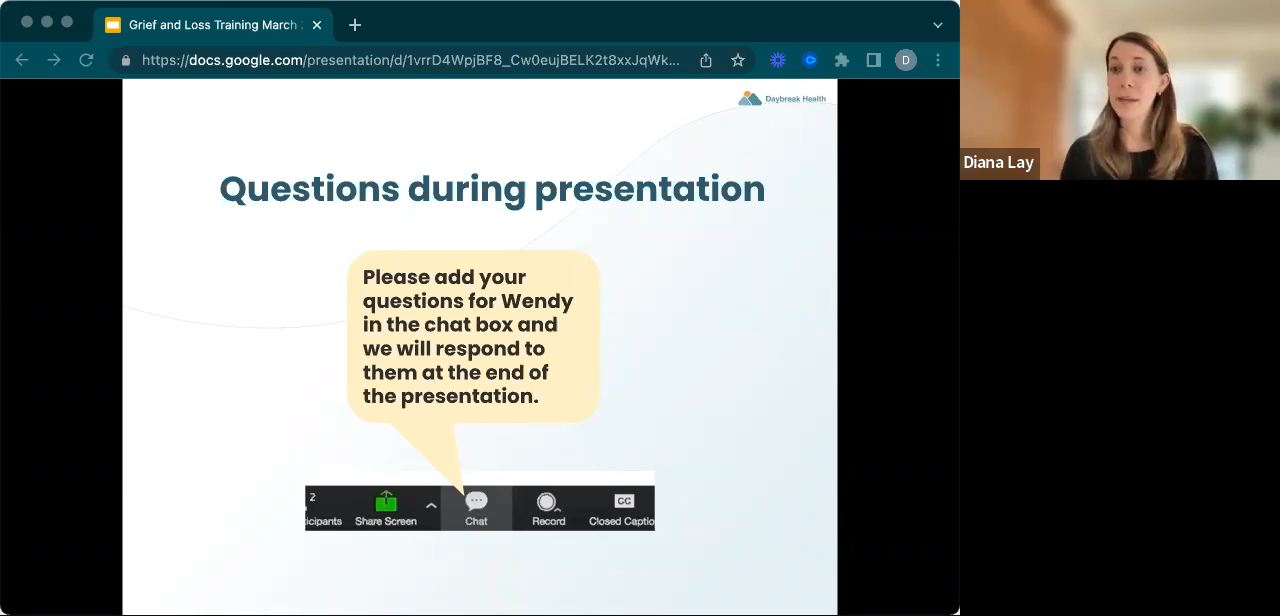 Grief and Loss Training March
https://docs.google.com/presentation/d/1vrrD4WpjBF8_Cw0eujBELK2t8xxJqWk...
D
Daybreak Health
Diana Lay
Questions during presentation
Please add your
questions for Wendy
in the chat box and
we will respond to
them at the end of
the presentation.
2
icipants
Share Screen
Chat
Record
CC
Closed Captio